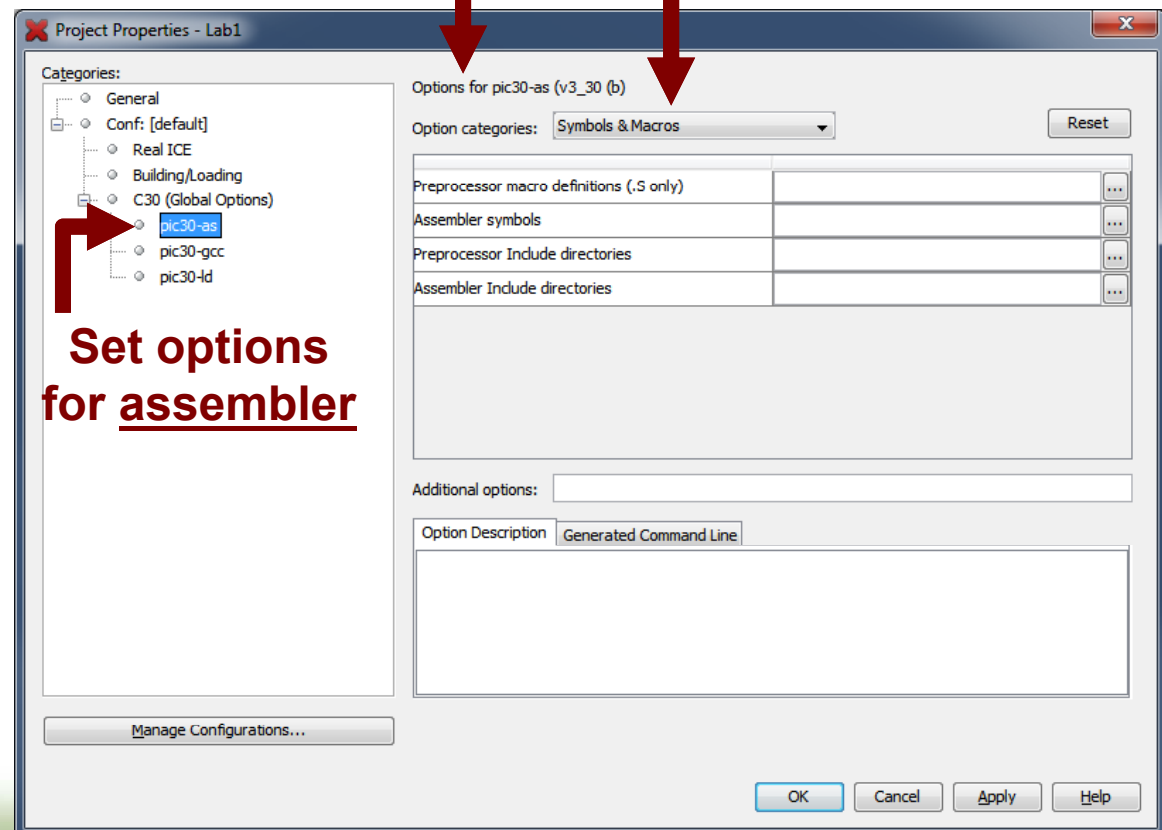 Project Properties - Lab1
Categories:
General
Conf: [default]
Real ICE
Building/Loading
C30 (Global Options)
pic30-as
pic30-gcc
pic30-ld
Set options
for assembler
Manage Configurations...
Options for pic30-as (v3_30 (b)
Option categories: Symbols & Macros
Reset
Preprocessor macro definitions (.S only) ...
Assembler symbols ...
Preprocessor Include directories ...
Assembler Include directories ...
Additional options:
Option Description Generated Command Line
OK Cancel Apply Help